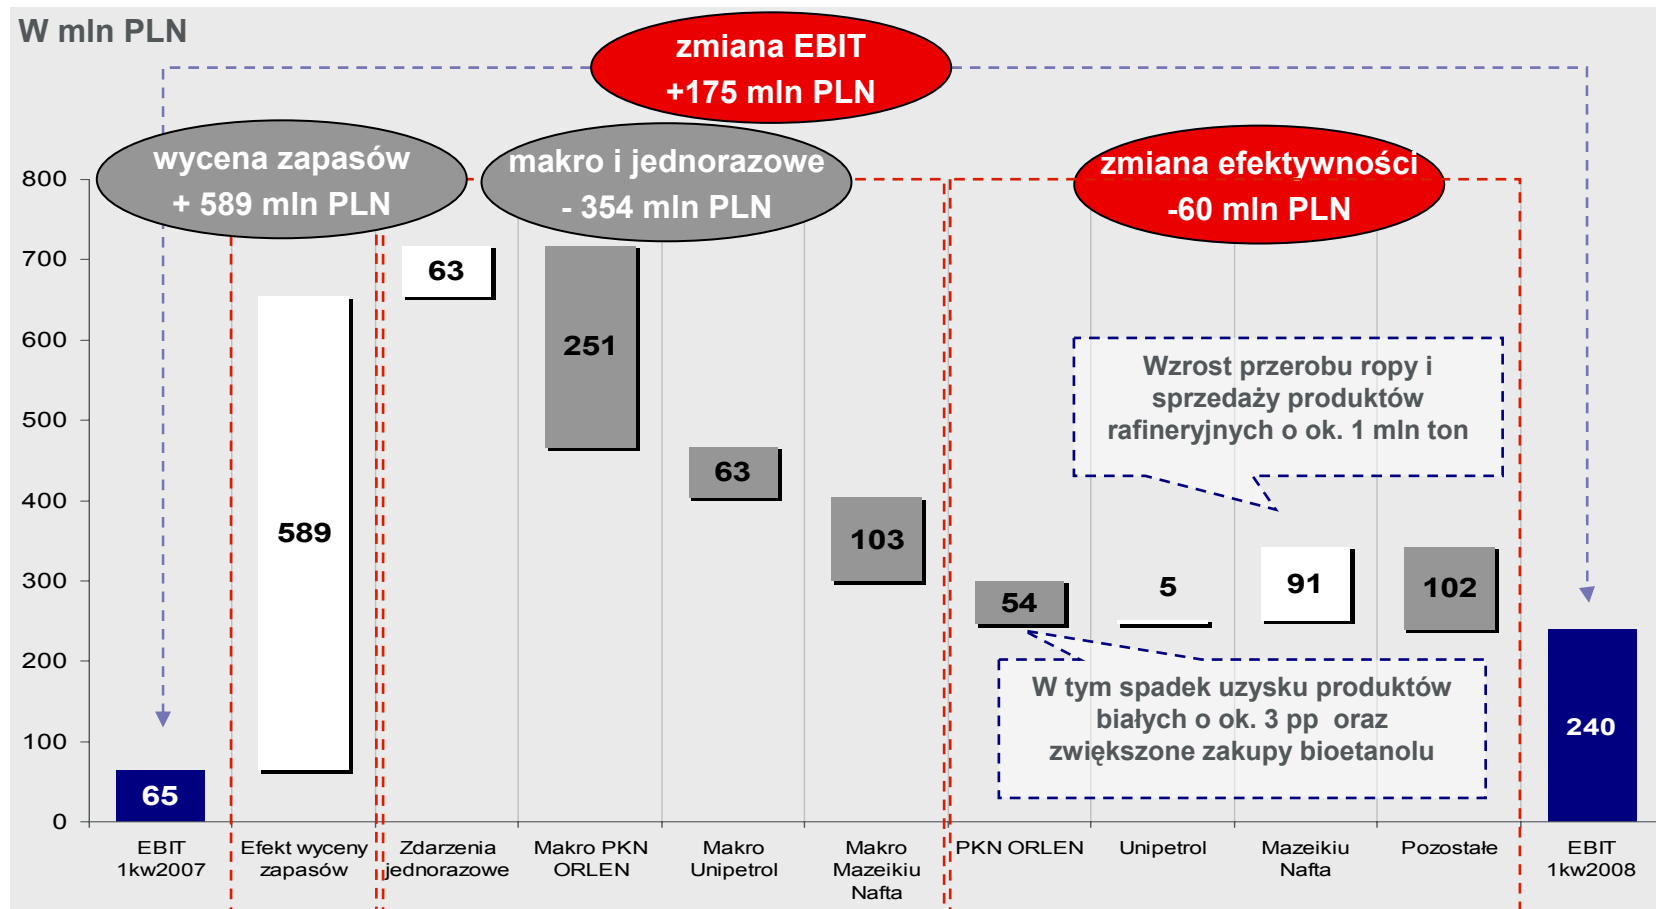 W mln PLN
zmiana EBIT
+175 mln PLN
wycena zapasów
+ 589 mln PLN
makro i jednorazowe
- 354 mln PLN
zmiana efektywności
-60 mln PLN
800
700
600
500
400
300
200
100
0
65
589
63
251
63
103
54
5
91
102
240
Wzrost przerobu ropy i
sprzedaży produktów
rafineryjnych o ok. 1 mln ton
W tym spadek uzysku produktów
białych o ok. 3 pp oraz
zwiększone zakupy bioetanolu
EBIT
1kw2007
Efekt wyceny
zapasów
Zdarzenia
jednorazowe
Makro PKN
ORLEN
Makro
Unipetrol
Makro
Mazeikiu
Nafta
PKN ORLEN
Unipetrol
Mazeikiu
Nafta
Pozostałe
EBIT
1kw2008